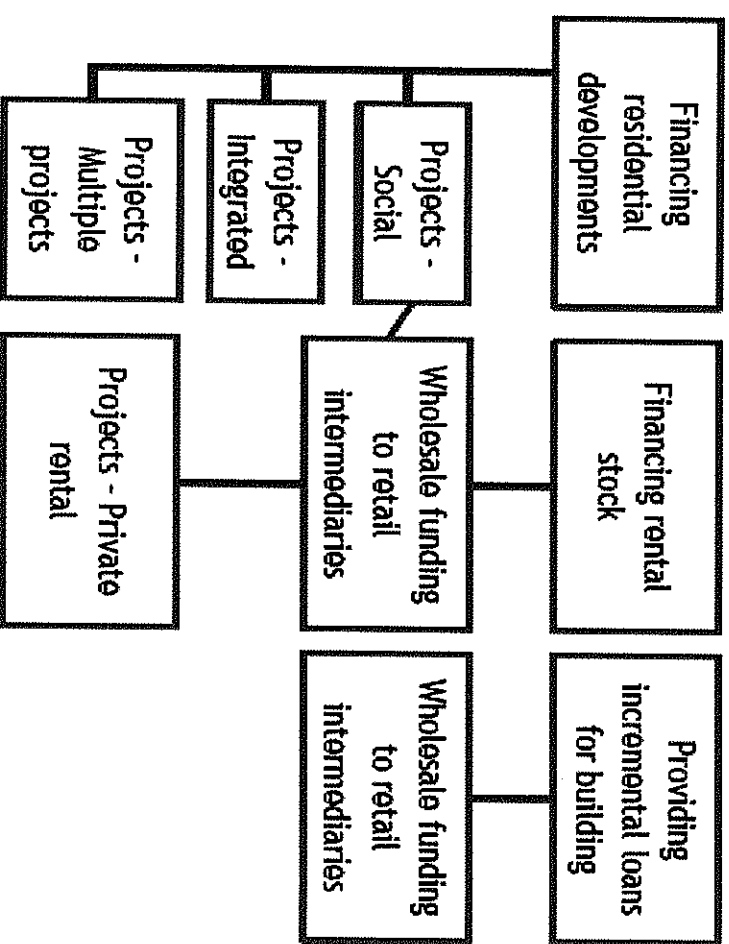 Financing
residential
developments
Projects -
Social
Projects -
Integrated
Projects -
Multiple
projects
Financing rental
stock
Wholesale funding
to retail
intermediaries
Projects - Private
rental
Providing
incremental loans
for building
Wholesale funding
to retail
intermediaries